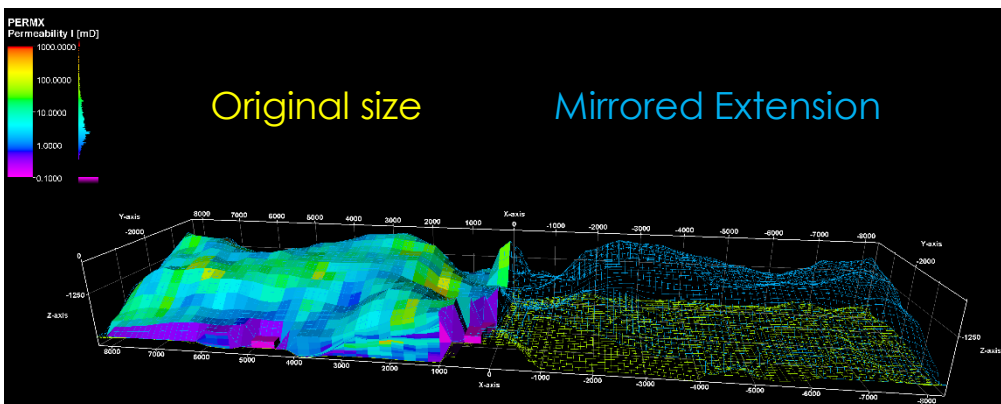 PERMX
Permeability I [mD]
1000.0000
100.0000
10.0000
1.0000
0.1000
Original size
Mirrored Extension
X-axis
8000 7000 6000 5000 4000 3000 2000 1000 0 -1000 -2000 -3000 -4000 -5000 -6000 -7000 -8000
Y-axis
-2000
0
-1250
Z-axis
Y-axis
-2000
0
-1250
Z-axis
8000 7000 6000 5000 4000 3000 2000 1000 0 -1000 -2000 -3000 -4000 -5000 -6000 -7000 -8000
X-axis